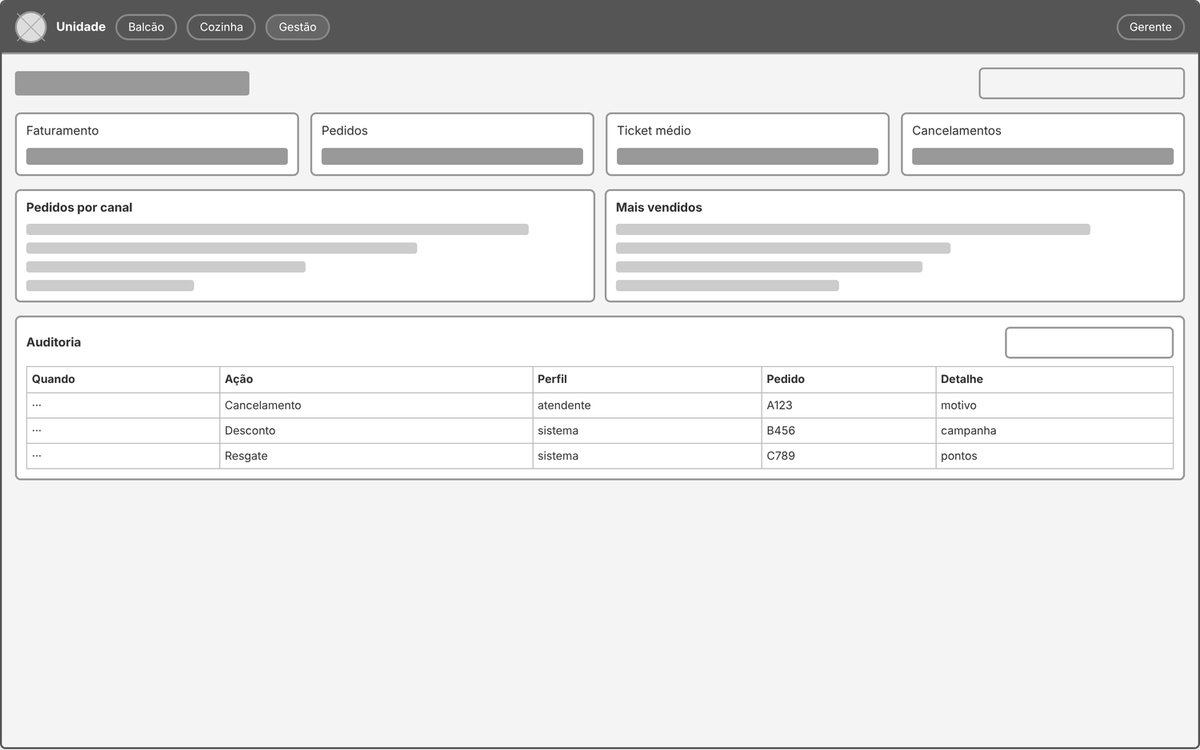 Unidade Balcão Cozinha Gestão Gerente
Faturamento Pedidos Ticket médio Cancelamentos
Pedidos por canal Mais vendidos
Auditoria
Quando Ação Perfil Pedido Detalhe
... Cancelamento atendente A123 motivo
... Desconto sistema B456 campanha
... Resgate sistema C789 pontos